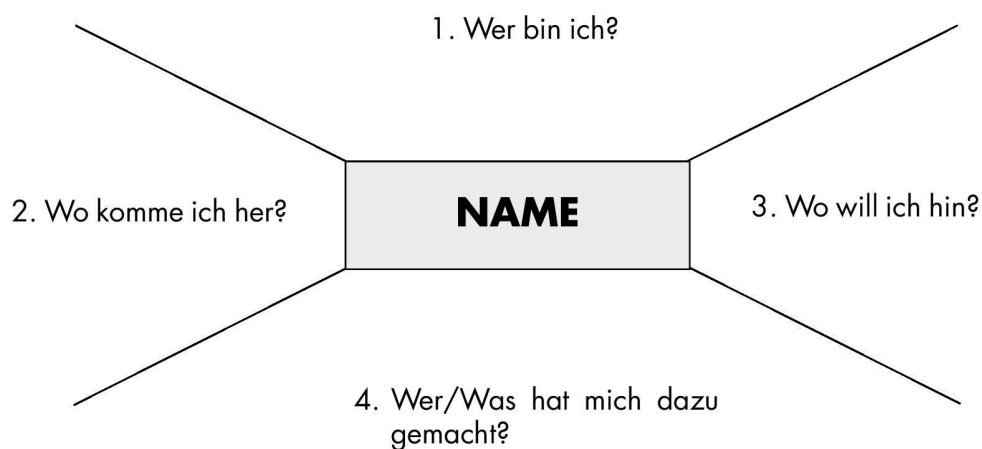 1. Wer bin ich?
2. Wo komme ich her?
NAME
3. Wo will ich hin?
4. Wer/Was hat mich dazu
gemacht?